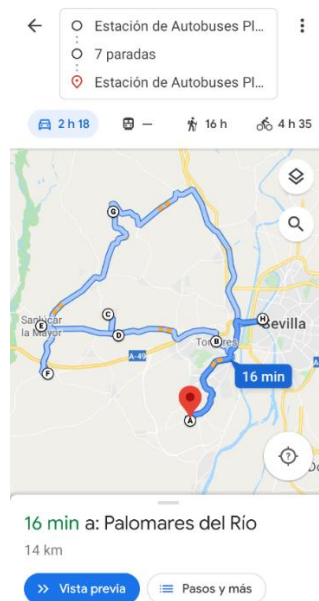 Estación de Autobuses Pl...
7 paradas
Estación de Autobuses Pl...
2 h 18
—
16 h
4 h 35
G
C
H
Sanlúcar
la Mayor
E
D
B
Sevilla
A-49
F
16 min
A
16 min a: Palomares del Río
14 km
Vista previa
Pasos y más